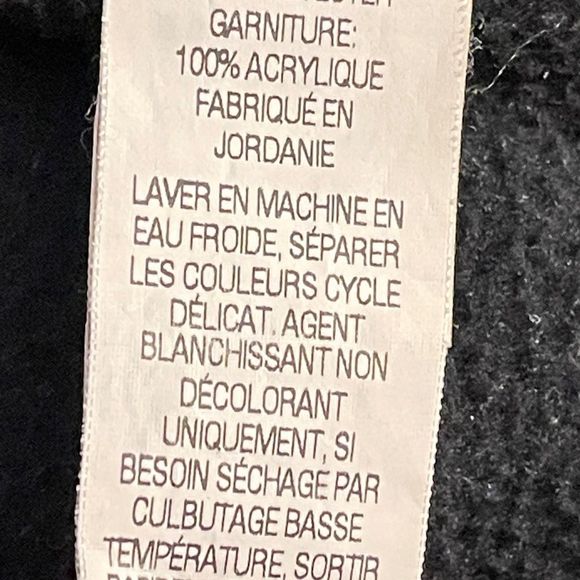 GARNITURE:
100% ACRYLIQUE
FABRIQUÉ EN
JORDANIE
LAVER EN MACHINE EN
EAU FROIDE, SÉPARER
LES COULEURS CYCLE
DÉLICAT. AGENT
BLANCHISSANT NON
DÉCOLORANT
UNIQUEMENT, SI
BESOIN SÉCHAGE PAR
CULBUTAGE BASSE
TEMPÉRATURE, SORTIR